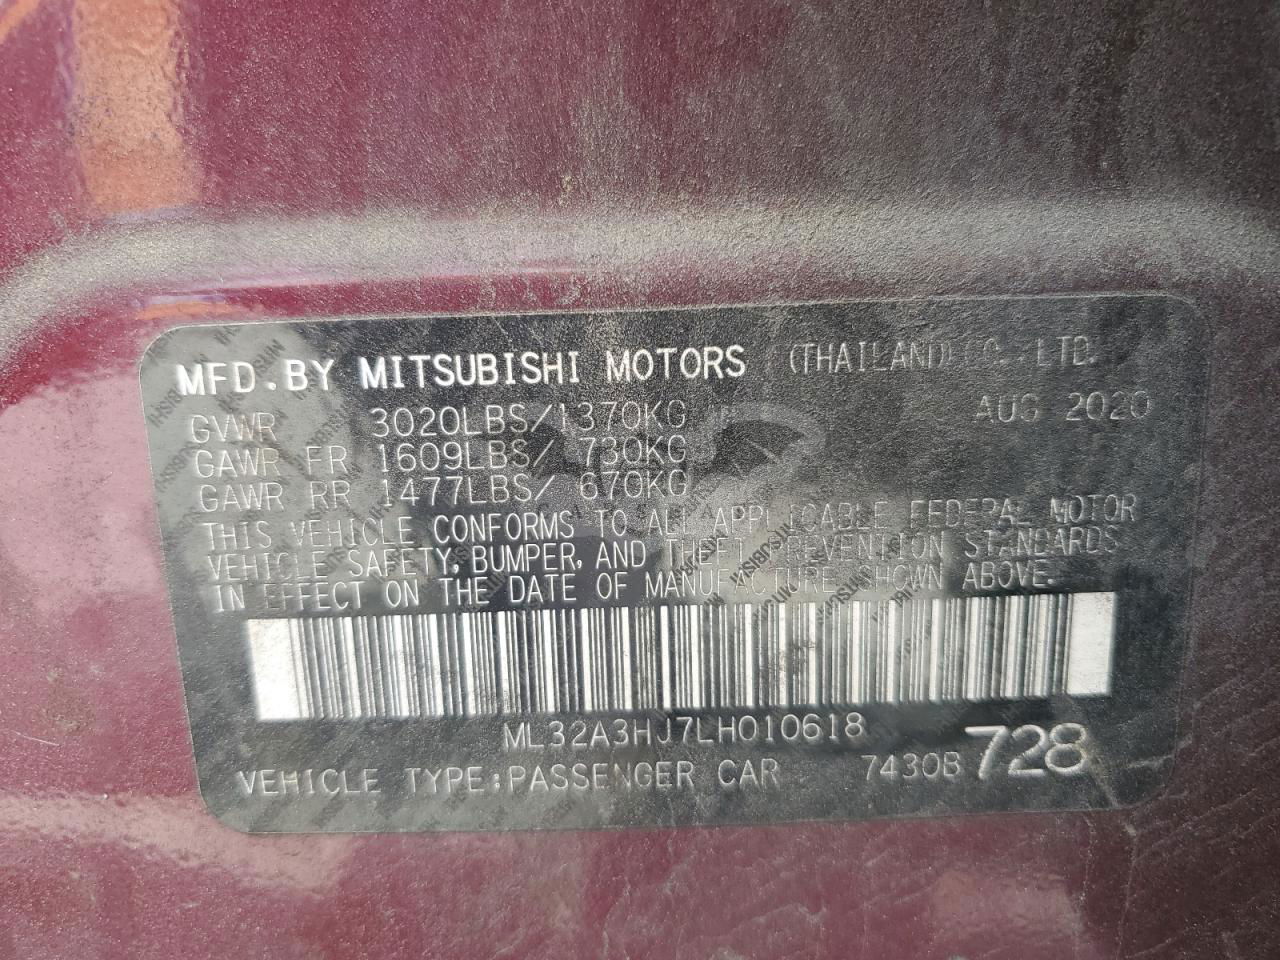 MFD.BY MITSUBISHI MOTORS (THAILAND) CO., LTD.
GVWR 3020LBS/1370KG AUG 2020
GAWR FR 1609LBS/ 730KG
GAWR RR 1477LBS/ 670KG
THIS VEHICLE CONFORMS TO ALL APPLICABLE FEDERAL MOTOR
VEHICLE SAFETY, BUMPER, AND THEFT PREVENTION STANDARDS
IN EFFECT ON THE DATE OF MANUFACTURE SHOWN ABOVE.
ML32A3HJ7LH010618
VEHICLE TYPE:PASSENGER CAR 7430B 728